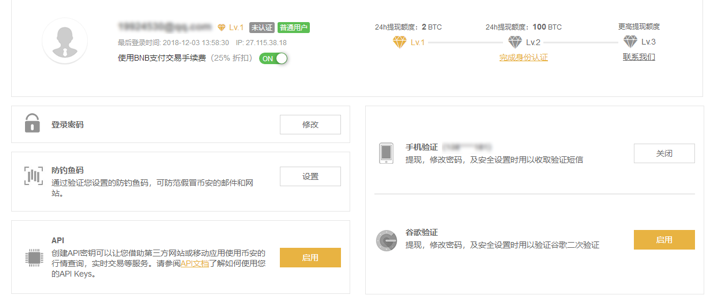 Lv.1 未认证 普通用户
最后登录时间: 2018-12-03 13:58:30 IP: 27.115.38.18
使用BNB支付交易手续费（25% 折扣） ON
24h提现额度：2 BTC
Lv.1
24h提现额度：100 BTC
Lv.2
完成身份认证
更高提现额度
Lv.3
联系我们
登录密码
修改
防钓鱼码
通过验证您设置的防钓鱼码，可防范假冒币安的邮件和网
站。
设置
API
创建API密钥可以让您借助第三方网站或移动应用使用币安的
行情查询，实时交易等服务。请参阅API文档了解如何使用您
的API Keys。
启用
手机验证
提现，修改密码，及安全设置时用以收取验证短信
关闭
谷歌验证
提现，修改密码，及安全设置时用以验证谷歌二次验证
启用